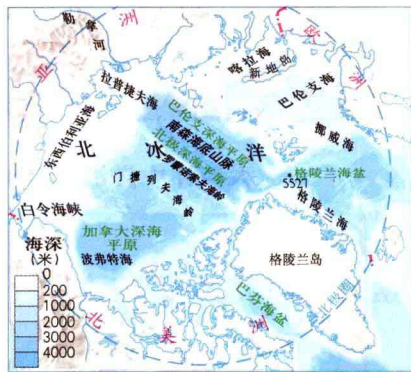 勒拿河
亚洲
欧洲
喀拉海
新地岛
拉普捷夫海
巴伦支海
东西伯利亚海
巴伦支深海平原
南森海底山脉
北极深海平原
罗蒙诺索夫海岭
挪威海
北冰洋
门捷列夫海岭
格陵兰海盆
5527
格陵兰海
白令海峡
加拿大深海
平原
波弗特海
格陵兰岛
巴芬海盆
北极圈
北美洲
海深
(米)
0
200
1000
2000
3000
4000